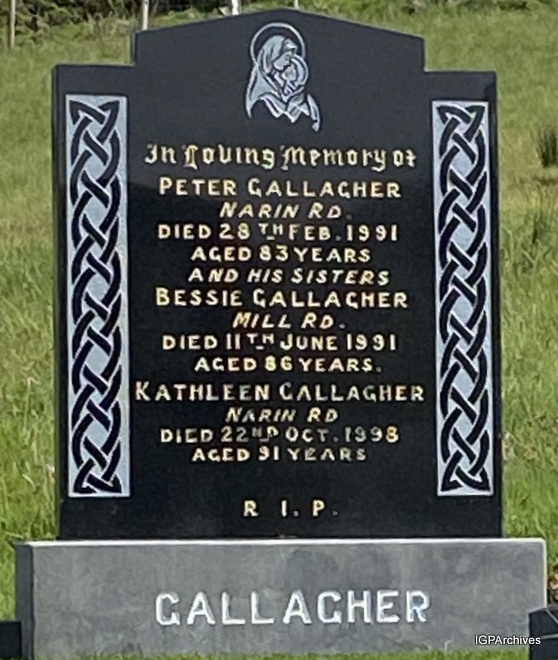 In Loving Memory of
PETER GALLAGHER
NARIN RD.
DIED 28TH FEB. 1991
AGED 83 YEARS
AND HIS SISTERS
BESSIE GALLAGHER
MILL RD.
DIED 11TH JUNE 1991
AGED 86 YEARS.
KATHLEEN GALLAGHER
NARIN RD
DIED 22ND OCT. 1998
AGED 91 YEARS
R I. P.
GALLAGHER
IGPArchives